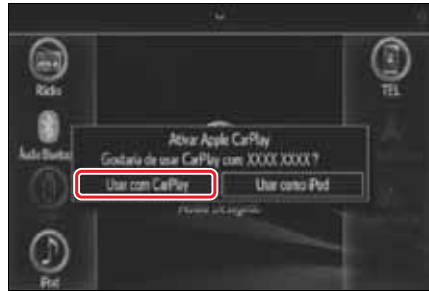 Rádio
TEL
Ativar Apple CarPlay
Gostaria de usar CarPlay com XXXX XXXX ?
Áudio Bluetoo
Usar com CarPlay
Usar como iPod
iPod